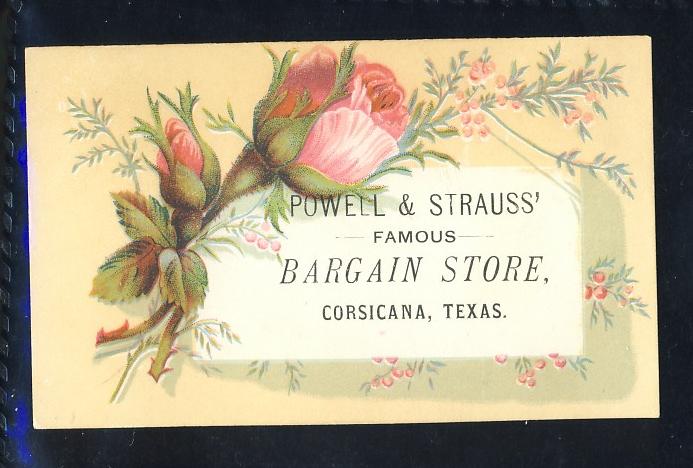 POWELL & STRAUSS'
FAMOUS
BARGAIN STORE,
CORSICANA, TEXAS.